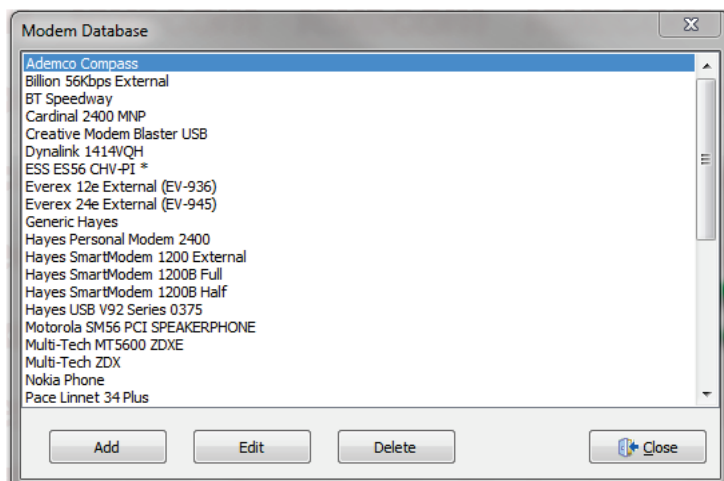 Modem Database
Ademco Compass
Billion 56Kbps External
BT Speedway
Cardinal 2400 MNP
Creative Modem Blaster USB
Dynalink 1414VQH
ESS ES56 CHV-PI *
Everex 12e External (EV-936)
Everex 24e External (EV-945)
Generic Hayes
Hayes Personal Modem 2400
Hayes SmartModem 1200 External
Hayes SmartModem 1200B Full
Hayes SmartModem 1200B Half
Hayes USB V92 Series 0375
Motorola SM56 PCI SPEAKERPHONE
Multi-Tech MT5600 ZDXE
Multi-Tech ZDX
Nokia Phone
Pace Linnet 34 Plus
Add Edit Delete Close